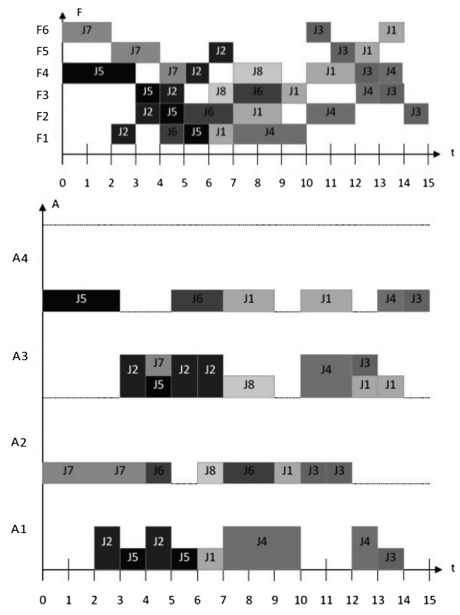 F
F6 J7 J3 J1
F5 J7 J2 J3 J1
F4 J5 J7 J5 J8 J1 J3 J4
F3 J5 J2 J8 J6 J1 J4 J3
F2 J2 J5 J6 J1 J4 J3
F1 J2 J6 J5 J1 J4
t
0 1 2 3 4 5 6 7 8 9 10 11 12 13 14 15
A
A4
J5 J6 J1 J1 J4 J3
J7 J3
A3 J2 J2 J2 J4
J5 J8 J1 J1
A2
J7 J7 J6 J8 J6 J1 J3 J3
A1 J2 J2 J4 J4
J5 J5 J1 J3
t
0 1 2 3 4 5 6 7 8 9 10 11 12 13 14 15